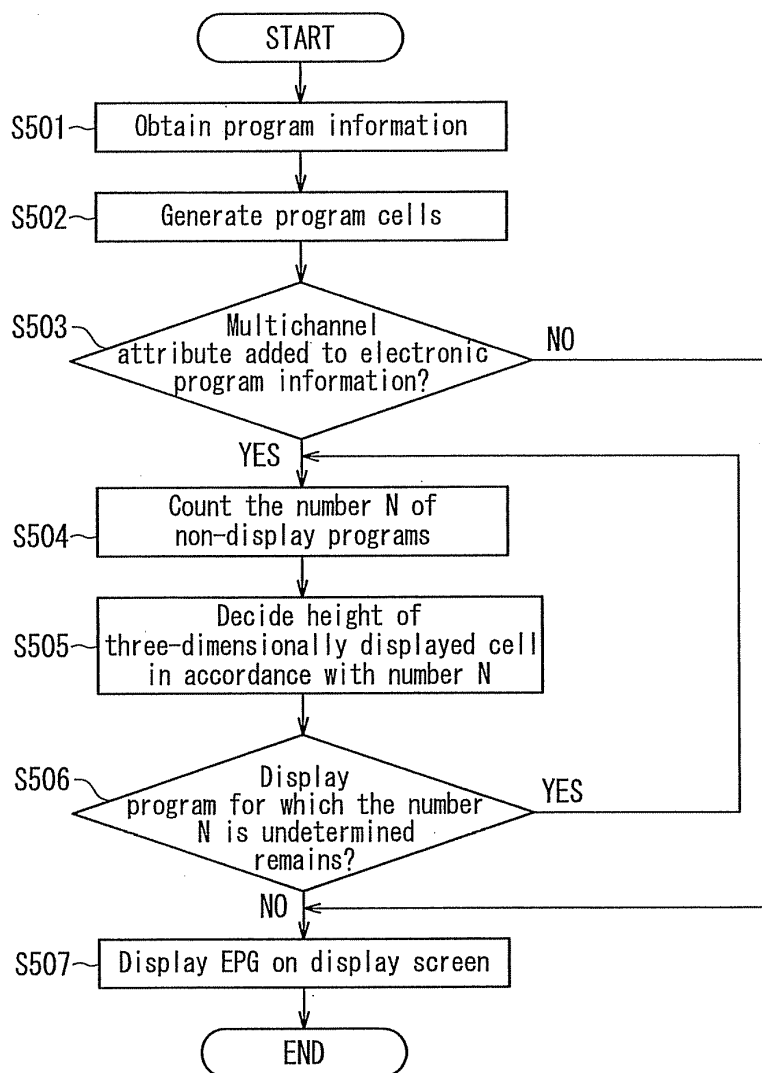 START
S501
Obtain program information
S502
Generate program cells
S503
Multichannel
attribute added to electronic
program information?
NO
YES
S504
Count the number N of
non-display programs
S505
Decide height of
three-dimensionally displayed cell
in accordance with number N
S506
Display
program for which the number
N is undetermined
remains?
YES
NO
S507
Display EPG on display screen
END